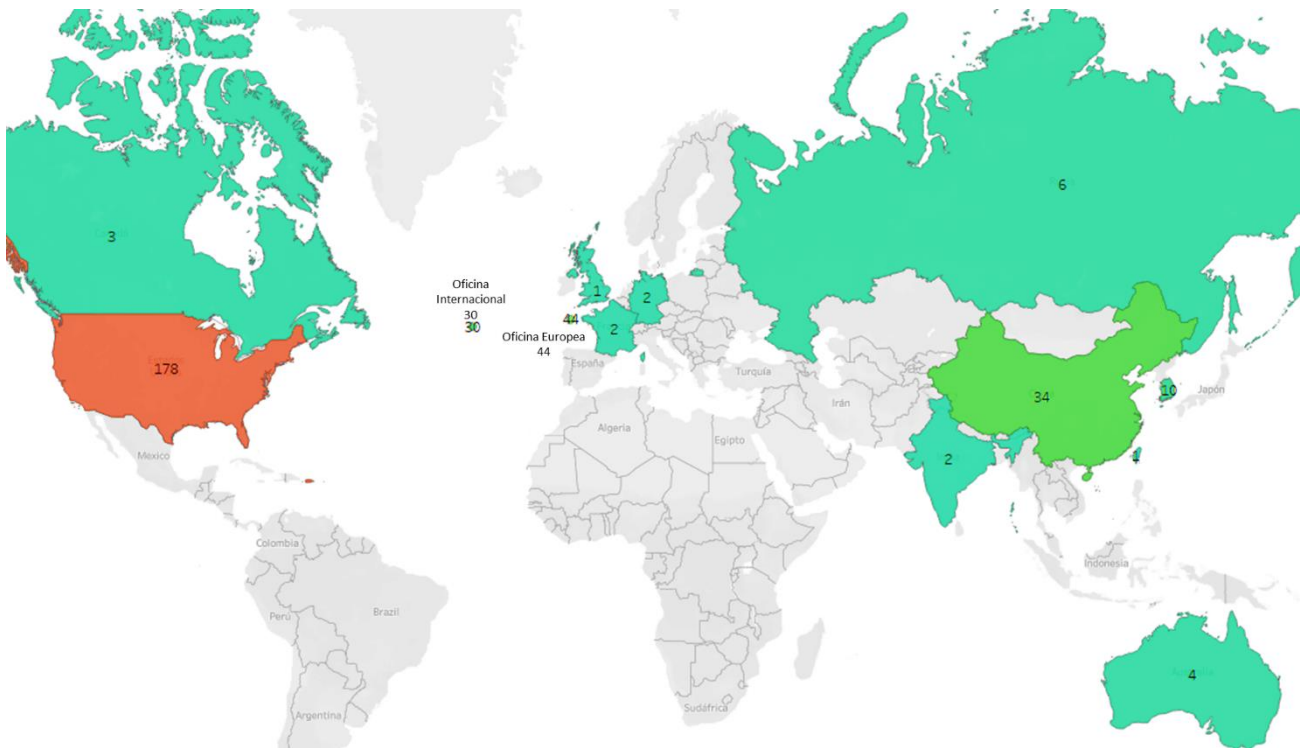 6
3
Oficina
Internacional
30
30
1
2
44
2
Oficina Europea
44
España
178
Turquía
Irán
34
10
Japón
Mexico
Argelia
Egipto
2
1
Colombia
Indonesia
Perú
Brazil
4
Sudáfrica
Argentina